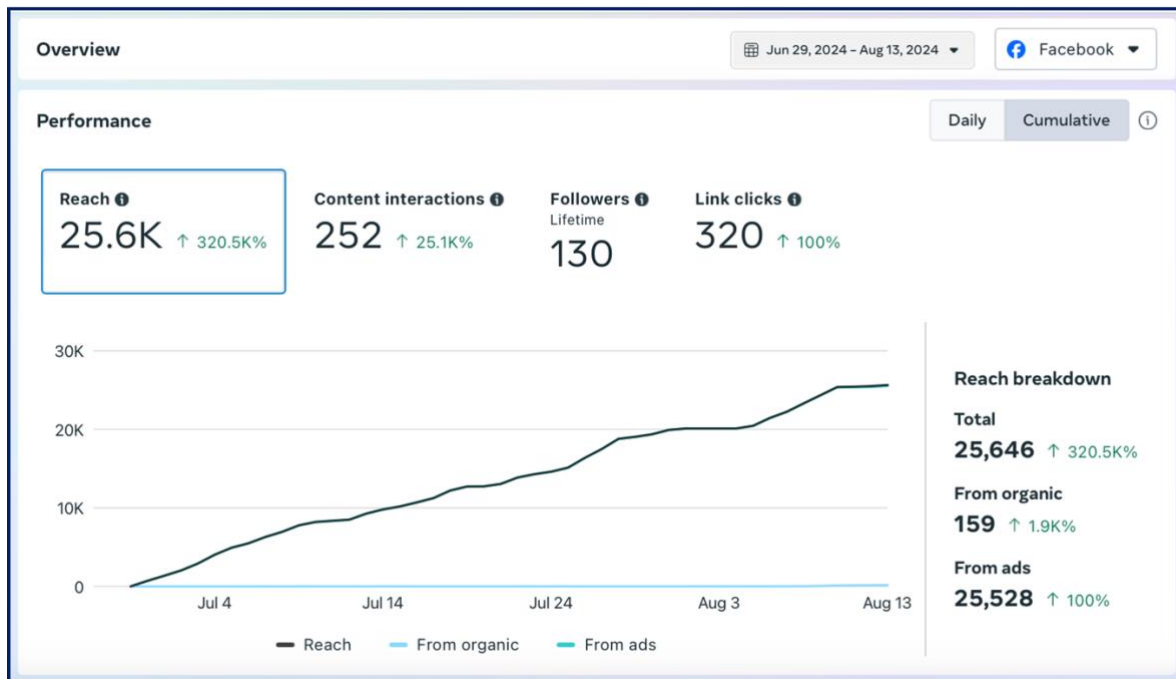 Overview
Jun 29, 2024 – Aug 13, 2024
Facebook
Performance
Daily
Cumulative
Reach
25.6K ↑ 320.5K%
Content interactions
252 ↑ 25.1K%
Followers
Lifetime
130
Link clicks
320 ↑ 100%
30K
20K
10K
0
Jul 4
Jul 14
Jul 24
Aug 3
Aug 13
Reach
From organic
From ads
Reach breakdown
Total
25,646 ↑ 320.5K%
From organic
159 ↑ 1.9K%
From ads
25,528 ↑ 100%